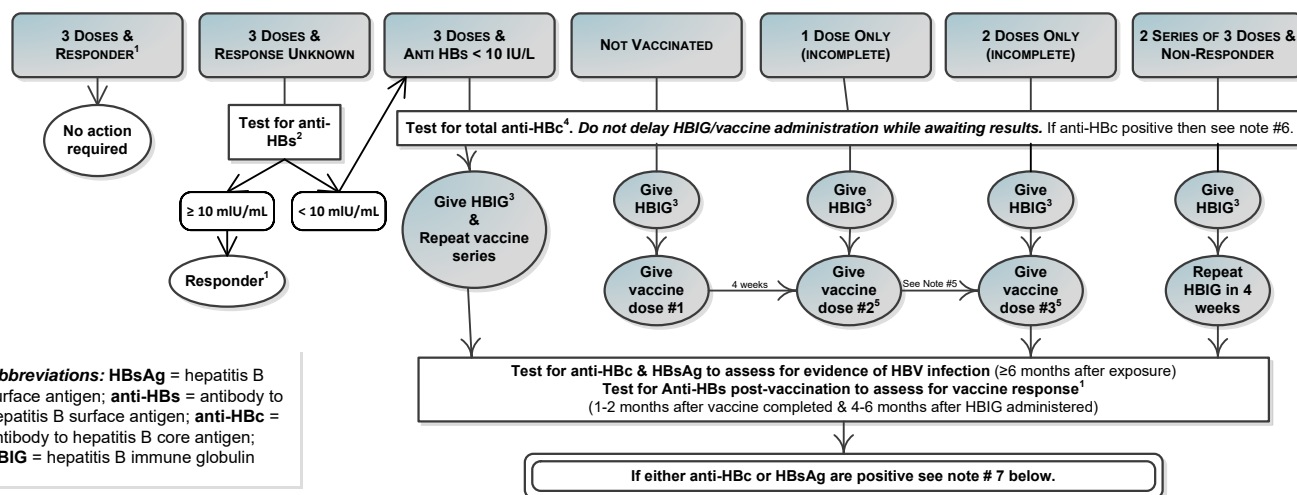 3 DOSES &
RESPONDER1
3 DOSES &
RESPONSE UNKNOWN
3 DOSES &
ANTI HBS < 10 IU/L
NOT VACCINATED
1 DOSE ONLY
(INCOMPLETE)
2 DOSES ONLY
(INCOMPLETE)
2 SERIES OF 3 DOSES &
NON-RESPONDER
No action
required
Test for anti-
HBs2
Test for total anti-HBc4. Do not delay HBIG/vaccine administration while awaiting results. If anti-HBc positive then see note #6.
≥ 10 mIU/mL
< 10 mIU/mL
Responder1
Give HBIG3
&
Repeat vaccine
series
Give
HBIG3
Give
HBIG3
Give
HBIG3
Give
HBIG3
Give
vaccine
dose #1
4 weeks
Give
vaccine
dose #25
See Note #5
Give
vaccine
dose #35
Repeat
HBIG in 4
weeks
Test for anti-HBc & HBsAg to assess for evidence of HBV infection (≥6 months after exposure)
Test for Anti-HBs post-vaccination to assess for vaccine response1
(1-2 months after vaccine completed & 4-6 months after HBIG administered)
If either anti-HBc or HBsAg are positive see note # 7 below.
bbreviations: HBsAg = hepatitis B
urface antigen; anti-HBs = antibody to
epatitis B surface antigen; anti-HBc =
ntibody to hepatitis B core antigen;
BIG = hepatitis B immune globulin